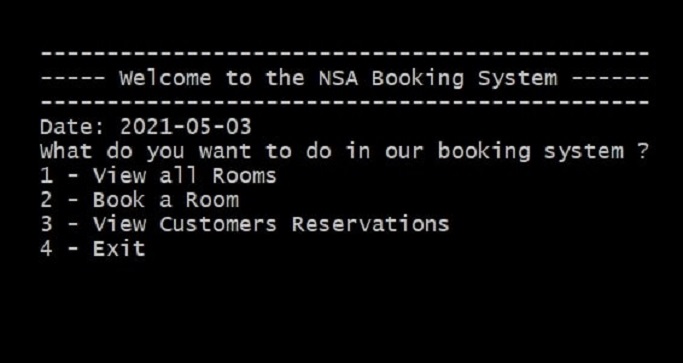 ----------------------------------------------
----- Welcome to the NSA Booking System ------
----------------------------------------------
Date: 2021-05-03
What do you want to do in our booking system ?
1 - View all Rooms
2 - Book a Room
3 - View Customers Reservations
4 - Exit